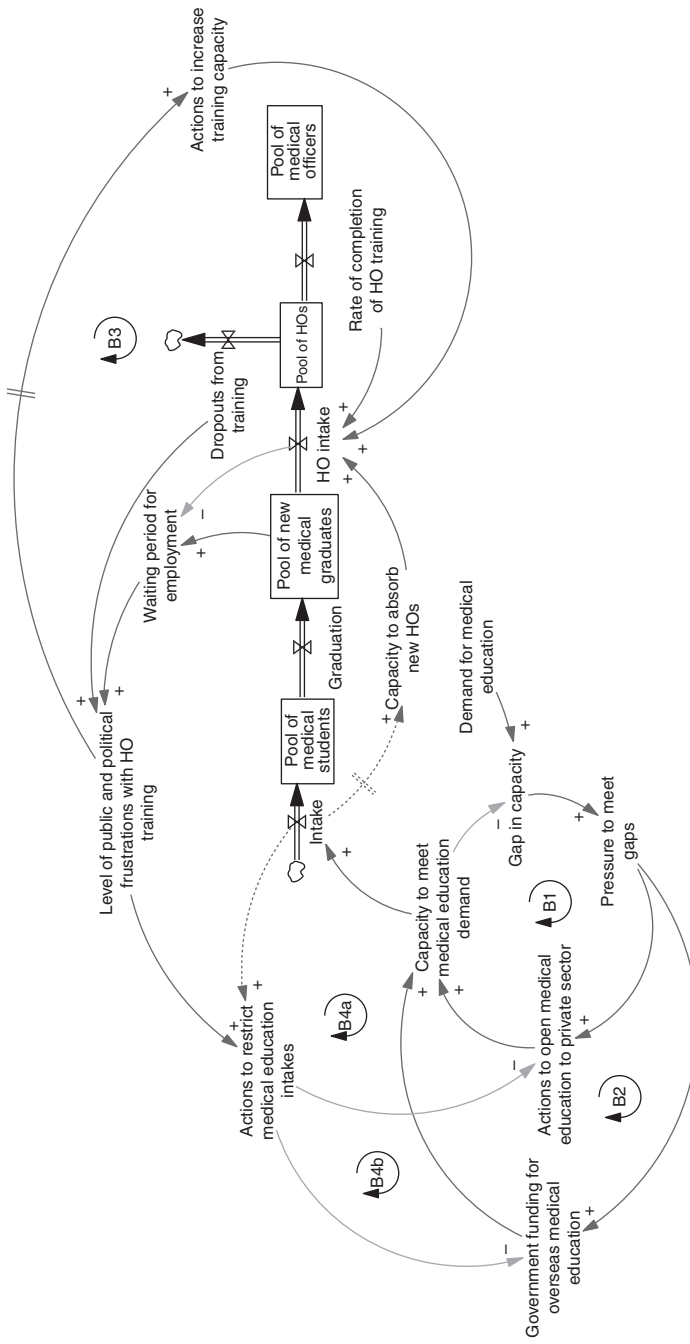 Actions to increase
training capacity
+
Pool of
medical
officers
B3
Rate of completion
of HO training
Pool of HOs
Dropouts from
training
HO intake
+
+
+
Waiting period for
employment
+
−
Pool of new
medical
graduates
Capacity to absorb
new HOs
+
Graduation
Demand for medical
education
Level of public and political
frustrations with HO
training
+
+
Pool of
medical
students
Intake
+
Gap in capacity
+
−
Pressure to meet
gaps
+
Capacity to meet
medical education
demand
+
+
B1
Actions to restrict
medical education
intakes
+
+
B4a
Actions to open medical
education to private sector
−
+
B2
B4b
Government funding for
overseas medical
education
−
+